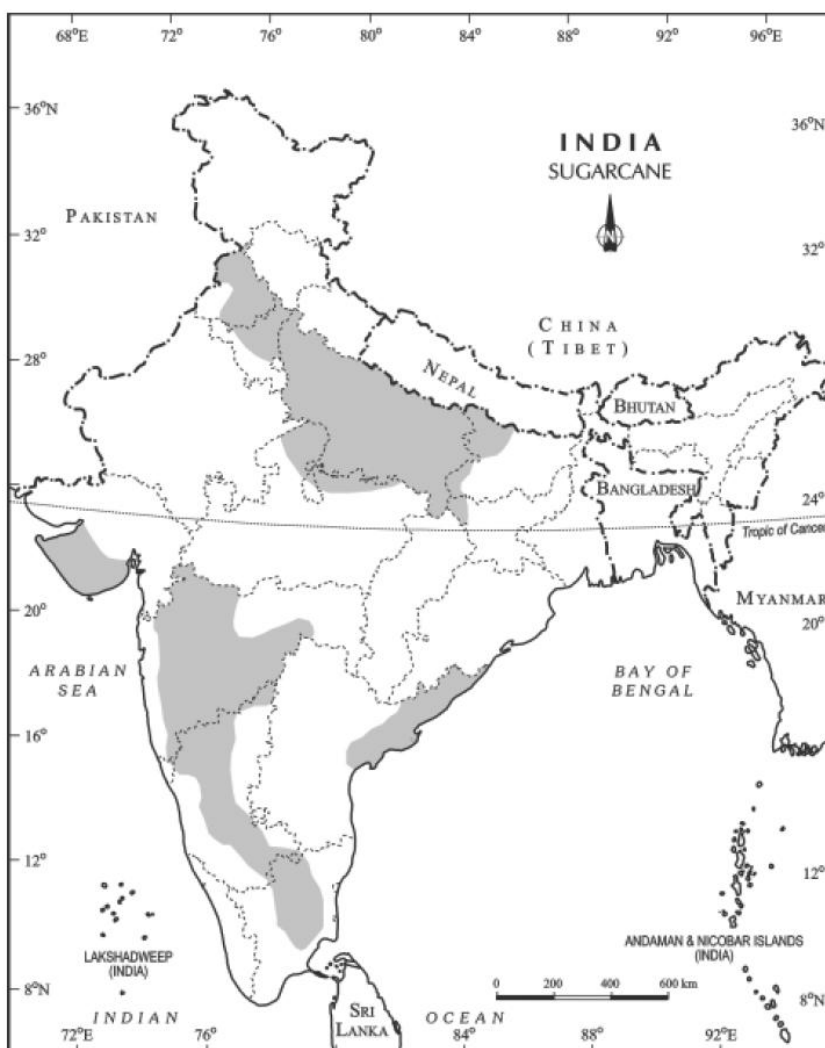 68°E 72° 76° 80° 84° 88° 92° 96°E
36°N
36°N
INDIA
SUGARCANE
N
PAKISTAN
32°
32°
CHINA
(TIBET)
28°
NEPAL
BHUTAN
24°
BANGLADESH
24°
Tropic of Cancer
MYANMAR
20°
20°
ARABIAN
SEA
BAY OF
BENGAL
16°
16°
12°
12°
LAKSHADWEEP
(INDIA)
ANDAMAN & NICOBAR ISLANDS
(INDIA)
0 200 400 600 km
8°N
8°N
INDIAN
SRI
LANKA
OCEAN
72°E 76° 84° 88° 92°E